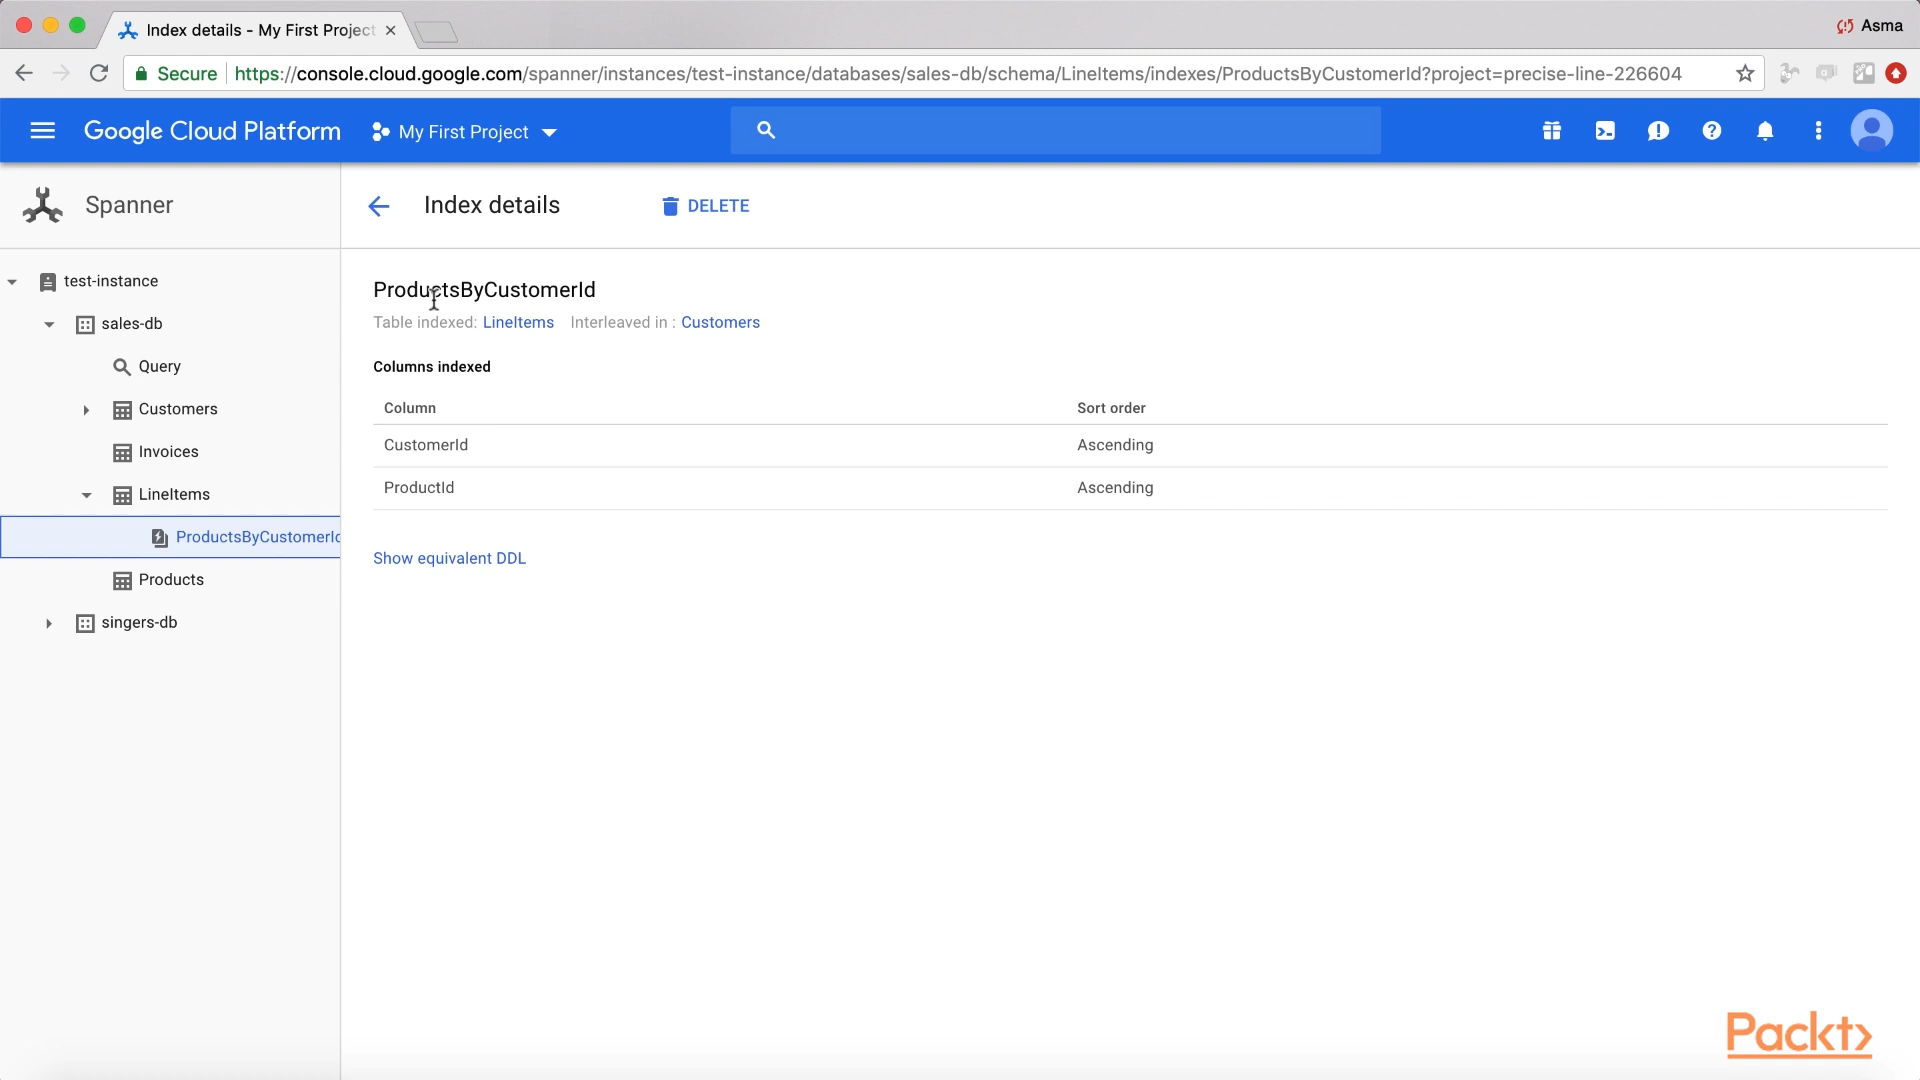 Index details - My First Project
Asma
Secure
https://console.cloud.google.com/spanner/instances/test-instance/databases/sales-db/schema/LineItems/indexes/ProductsByCustomerId?project=precise-line-226604
Google Cloud Platform
My First Project
Spanner
Index details
DELETE
test-instance
sales-db
Query
Customers
Invoices
LineItems
ProductsByCustomerId
Products
singers-db
ProductsByCustomerId
Table indexed: LineItems Interleaved in : Customers
Columns indexed
Column Sort order
CustomerId Ascending
ProductId Ascending
Show equivalent DDL
Packt